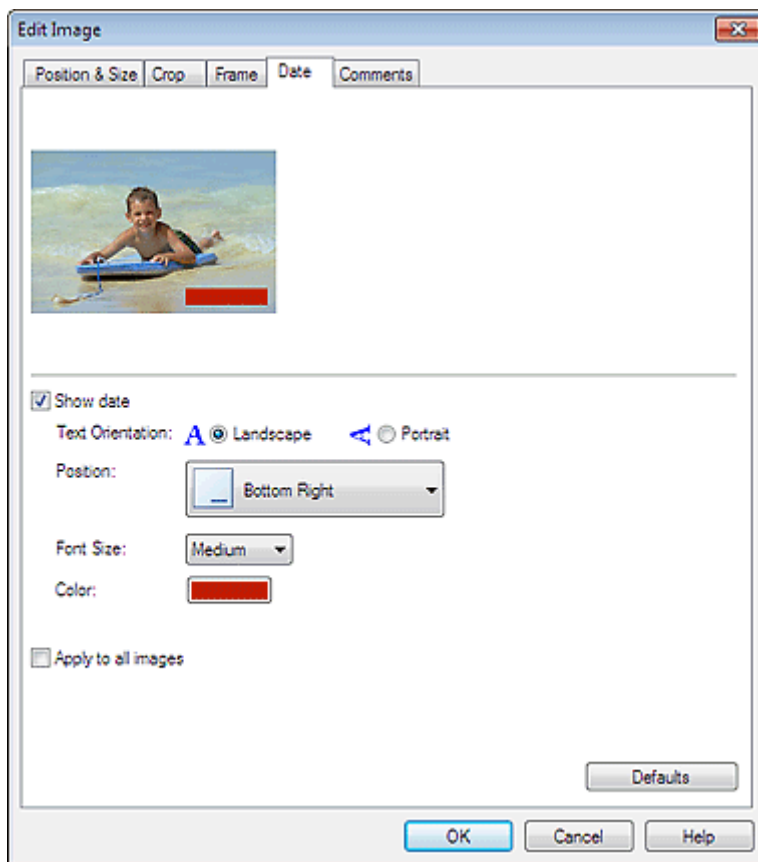 Edit Image
Position & Size Crop Frame Date Comments
Show date
Text Orientation: A Landscape A Portrait
Position: Bottom Right
Font Size: Medium
Color:
Apply to all images
Defaults
OK Cancel Help